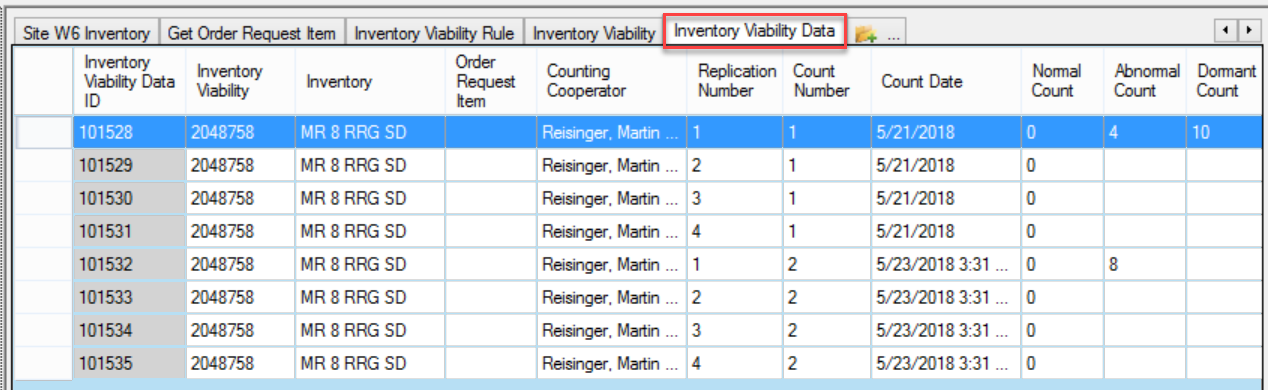 Site W6 Inventory Get Order Request Item Inventory Viability Rule Inventory Viability Inventory Viability Data ...
Inventory Viability Data ID Inventory Viability Inventory Order Request Item Counting Cooperator Replication Number Count Number Count Date Normal Count Abnormal Count Dormant Count
101528 2048758 MR 8 RRG SD Reisinger, Martin ... 1 1 5/21/2018 0 4 10
101529 2048758 MR 8 RRG SD Reisinger, Martin ... 2 1 5/21/2018 0
101530 2048758 MR 8 RRG SD Reisinger, Martin ... 3 1 5/21/2018 0
101531 2048758 MR 8 RRG SD Reisinger, Martin ... 4 1 5/21/2018 0
101532 2048758 MR 8 RRG SD Reisinger, Martin ... 1 2 5/23/2018 3:31 ... 0 8
101533 2048758 MR 8 RRG SD Reisinger, Martin ... 2 2 5/23/2018 3:31 ... 0
101534 2048758 MR 8 RRG SD Reisinger, Martin ... 3 2 5/23/2018 3:31 ... 0
101535 2048758 MR 8 RRG SD Reisinger, Martin ... 4 2 5/23/2018 3:31 ... 0